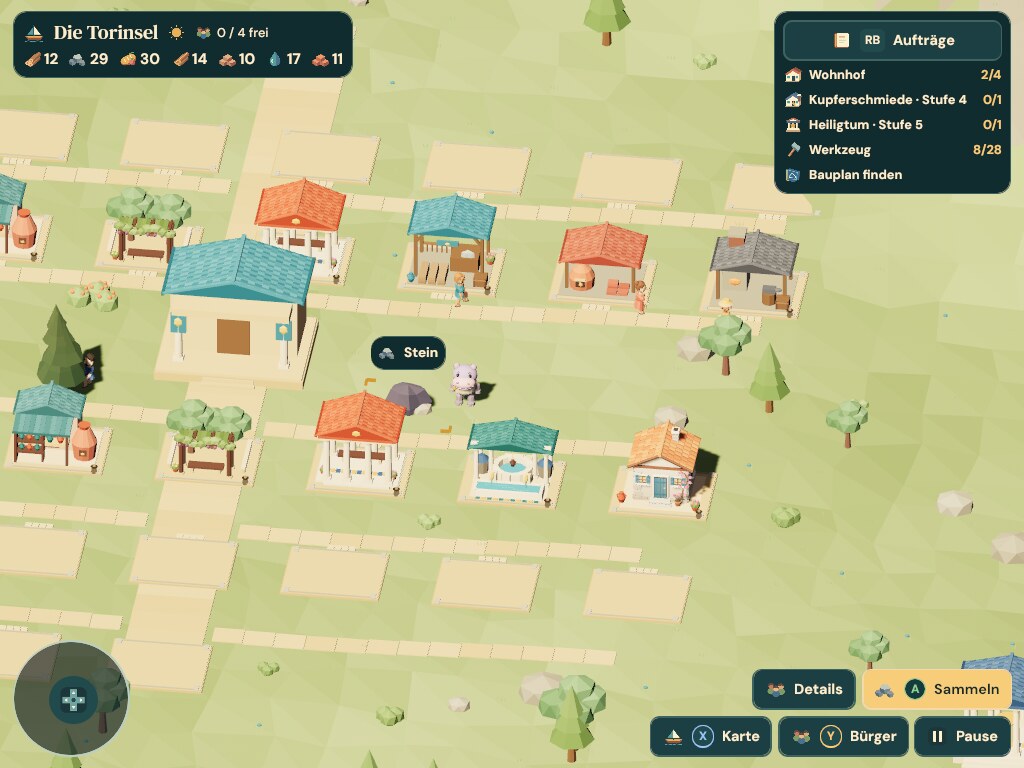 Die Torinsel 0 / 4 frei
12 29 30 14 10 17 11
RB Aufträge
Wohnhof 2/4
Kupferschmiede · Stufe 4 0/1
Heiligtum · Stufe 5 0/1
Werkzeug 8/28
Bauplan finden
Stein
Details
A Sammeln
X Karte
Y Bürger
Pause